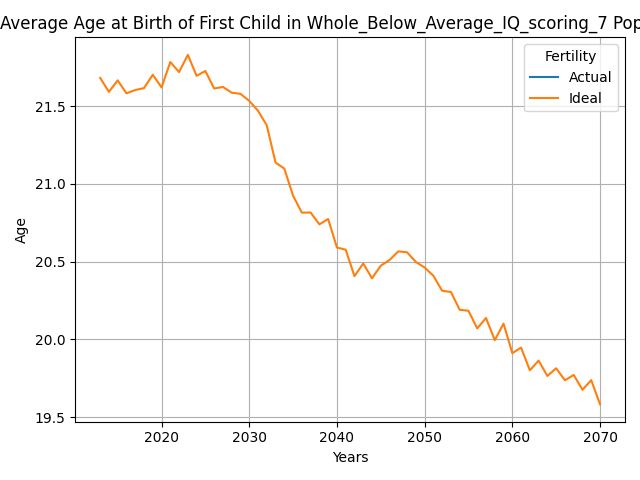 Average Age at Birth of First Child in Whole_Below_Average_IQ_scoring_7 Pop
Fertility
Actual
Ideal
21.5
21.0
20.5
20.0
19.5
Age
2020 2030 2040 2050 2060 2070
Years